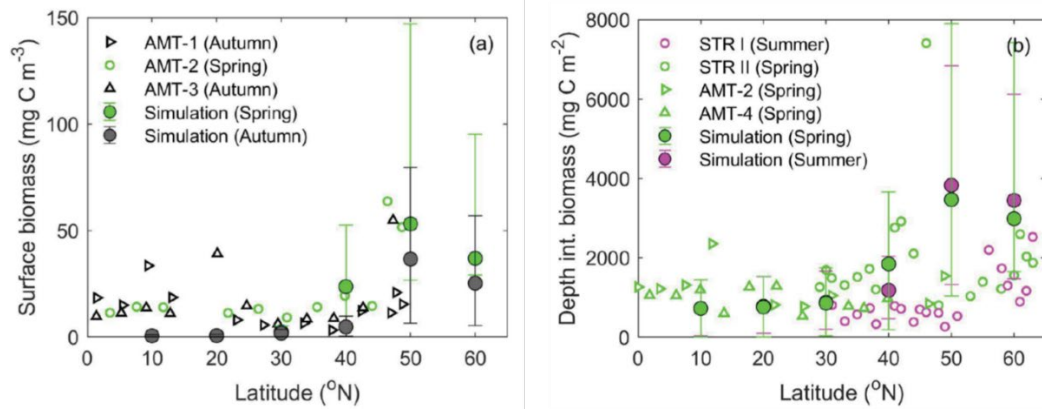 (a)
AMT-1 (Autumn)
AMT-2 (Spring)
AMT-3 (Autumn)
Simulation (Spring)
Simulation (Autumn)
150
100
50
0
Surface biomass (mg C m⁻³)
0 10 20 30 40 50 60
Latitude (°N)
(b)
STR I (Summer)
STR II (Spring)
AMT-2 (Spring)
AMT-4 (Spring)
Simulation (Spring)
Simulation (Summer)
8000
6000
4000
2000
0
Depth int. biomass (mg C m⁻²)
0 10 20 30 40 50 60
Latitude (°N)